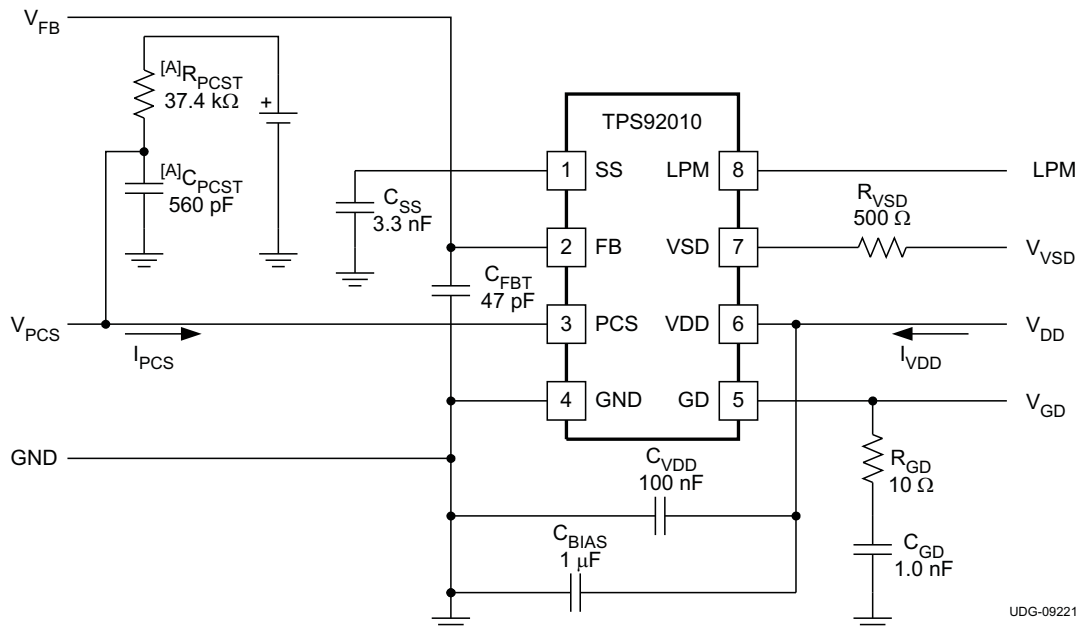 V_FB
[A]R_PCST
37.4 kΩ
+
[A]C_PCST
560 pF
C_SS
3.3 nF
TPS92010
1 SS
LPM 8
LPM
R_VSD
500 Ω
2 FB
VSD 7
V_VSD
C_FBT
47 pF
V_PCS
I_PCS
3 PCS
VDD 6
V_DD
I_VDD
4 GND
GD 5
V_GD
GND
C_VDD
100 nF
R_GD
10 Ω
C_BIAS
1 μF
C_GD
1.0 nF
UDG-09221